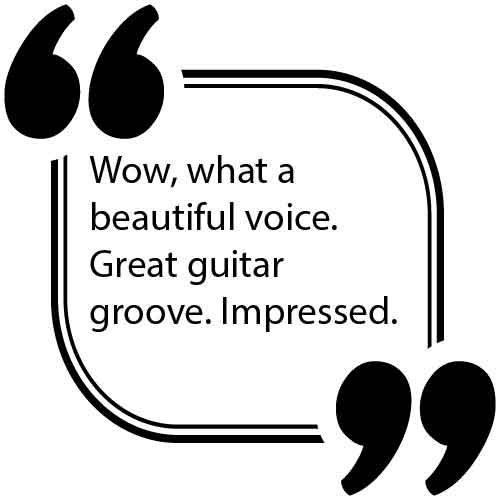 Wow, what a
beautiful voice.
Great guitar
groove. Impressed.